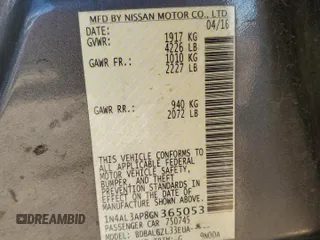 MFD BY NISSAN MOTOR CO., LTD
DATE: 04/16
GVWR: 1917 KG
4226 LB
GAWR FR.: 1010 KG
2227 LB
GAWR RR.: 940 KG
2072 LB
THIS VEHICLE CONFORMS TO ALL
APPLICABLE FEDERAL
MOTOR VEHICLE SAFETY,
BUMPER, AND THEFT
PREVENTION STANDARDS IN
EFFECT ON THE DATE OF
MANUFACTURE SHOWN ABOVE.
1N4AL3AP8GN365053
PASSENGER CAR 750745
MODEL:
DREAMBID